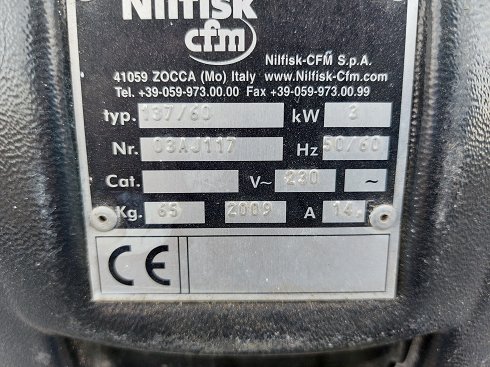 Nilfisk
cfm
Nilfisk-CFM S.p.A.
41059 ZOCCA (Mo) Italy www.Nilfisk-Cfm.com
Tel. +39-059-973.00.00 Fax +39-059-973.00.99
typ. 137/60 kW 3
Nr. 03AJ117 Hz 50/60
Cat. V~ 230 ~
Kg. 65 2009 A 14.5
CE